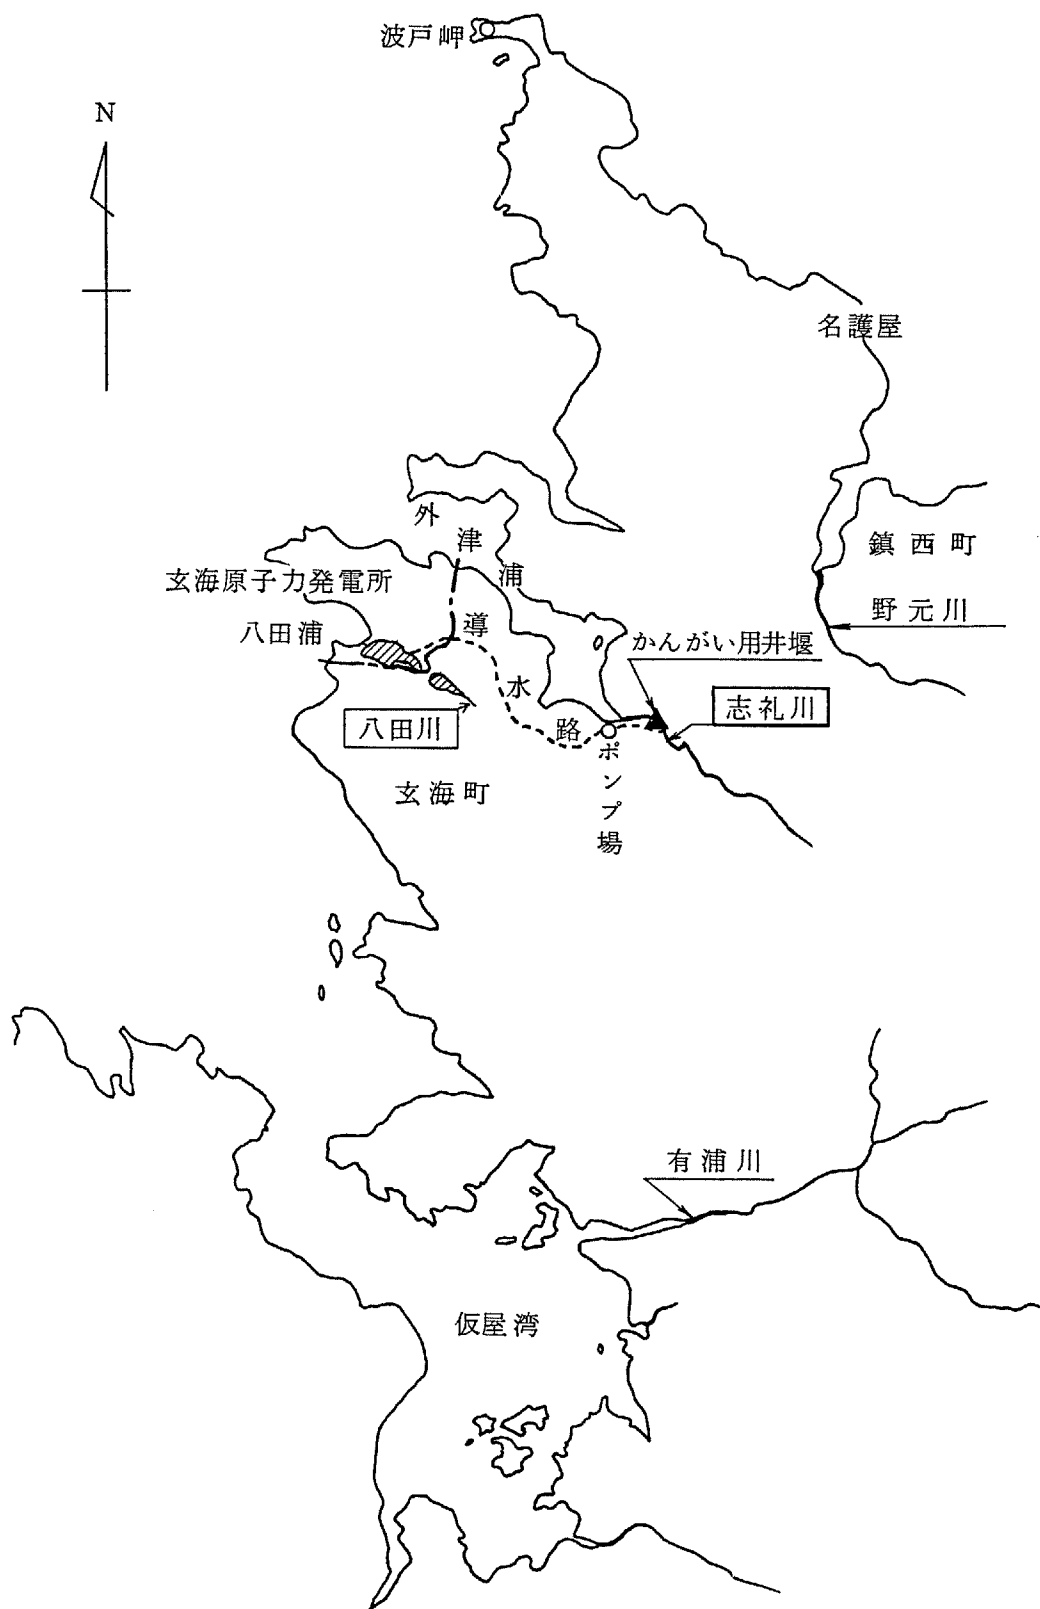 波戸岬
N
名護屋
外津浦
鎮西町
玄海原子力発電所
野元川
八田浦
導水路
かんがい用井堰
志礼川
八田川
ポンプ場
玄海町
有浦川
仮屋湾